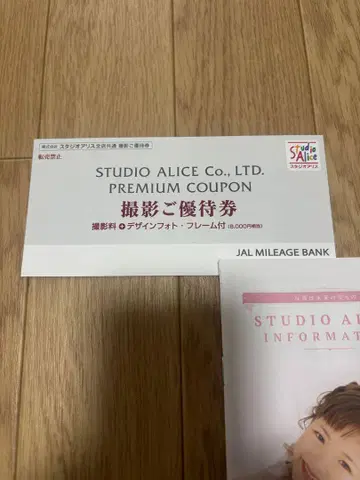 株式会社 スタジオアリス全店共通 撮影ご優待券
転売禁止
Studio Alice
スタジオアリス
STUDIO ALICE Co., LTD.
PREMIUM COUPON
撮影ご優待券
撮影料+デザインフォト・フレーム付
JAL MILEAGE BANK
STUDIO AL
INFORMAT